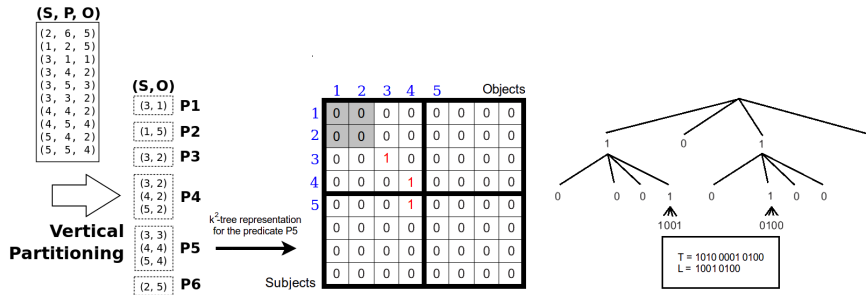 (S, P, O)
(2, 6, 5)
(1, 2, 5)
(3, 1, 1)
(3, 4, 2)
(3, 5, 3)
(3, 3, 2)
(4, 4, 2)
(4, 5, 4)
(5, 4, 2)
(5, 5, 4)
Vertical
Partitioning
(S,O)
(3, 1) P1
(1, 5) P2
(3, 2) P3
(3, 2)
(4, 2) P4
(5, 2)
(3, 3)
(4, 4) P5
(5, 4)
(2, 5) P6
k²-tree representation
for the predicate P5
Objects
1 2 3 4 5
1 0 0 0 0 0 0 0 0
2 0 0 0 0 0 0 0 0
3 0 0 1 0 0 0 0 0
4 0 0 0 1 0 0 0 0
5 0 0 0 1 0 0 0 0
0 0 0 0 0 0 0 0
0 0 0 0 0 0 0 0
0 0 0 0 0 0 0 0
Subjects
1 0 1
0 0 0 1 0 1 0 0
1001 0100
T = 1010 0001 0100
L = 1001 0100